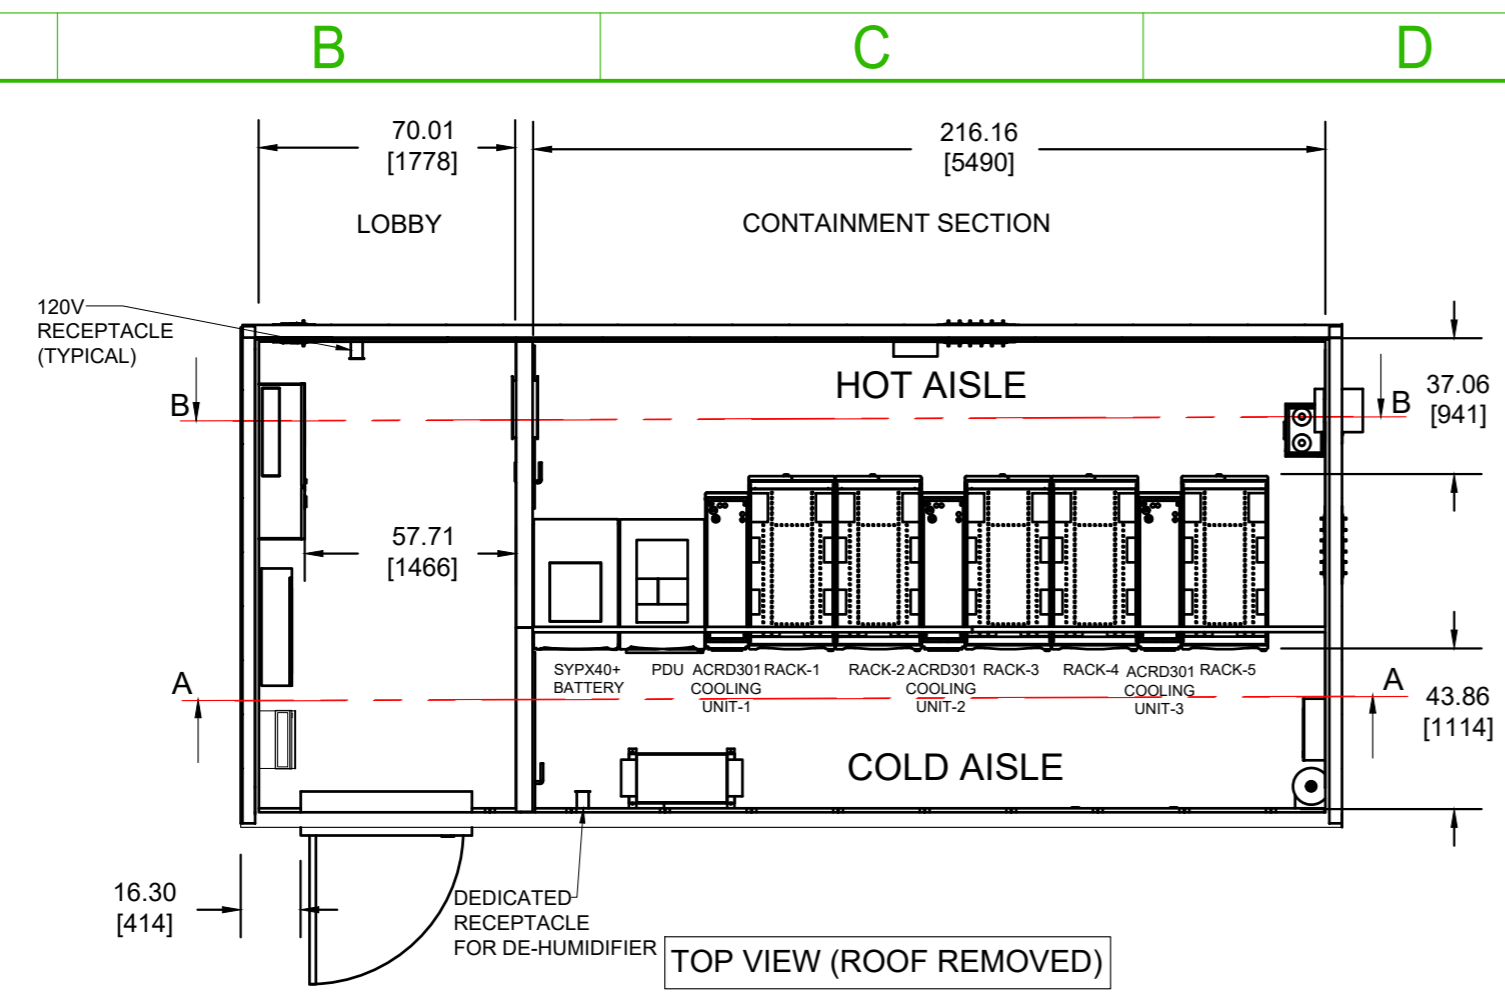 B
C
D
70.01
[1778]
216.16
[5490]
LOBBY
CONTAINMENT SECTION
120V
RECEPTACLE
(TYPICAL)
HOT AISLE
37.06
[941]
B
B
57.71
[1466]
SYPX40+
BATTERY
PDU
ACRD301
COOLING
UNIT-1
RACK-1
RACK-2
ACRD301
COOLING
UNIT-2
RACK-3
RACK-4
ACRD301
COOLING
UNIT-3
RACK-5
A
A
43.86
[1114]
COLD AISLE
16.30
[414]
DEDICATED
RECEPTACLE
FOR DE-HUMIDIFIER
TOP VIEW (ROOF REMOVED)